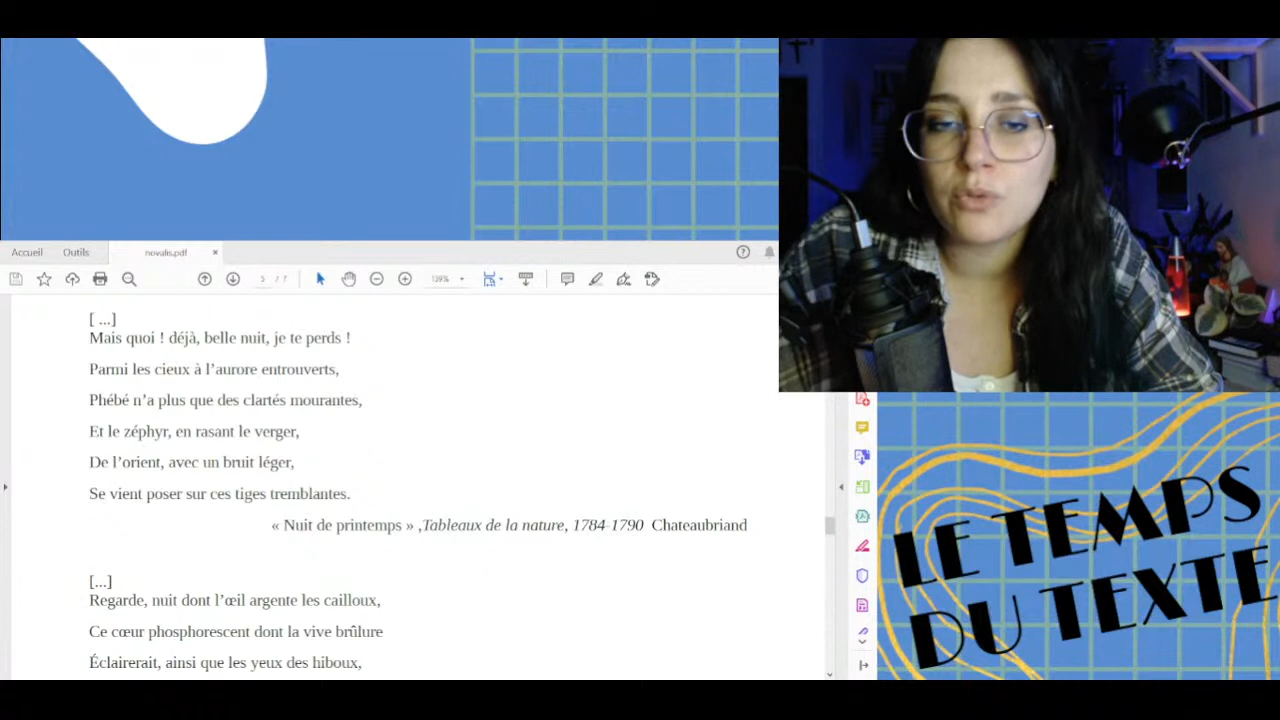 Accueil Outils novalis.pdf
5 / 7 139%
[ ...]
Mais quoi ! déjà, belle nuit, je te perds !
Parmi les cieux à l’aurore entrouverts,
Phébé n’a plus que des clartés mourantes,
Et le zéphyr, en rasant le verger,
De l’orient, avec un bruit léger,
Se vient poser sur ces tiges tremblantes.
« Nuit de printemps » ,Tableaux de la nature, 1784-1790 Chateaubriand
[...]
Regarde, nuit dont l’œil argente les cailloux,
Ce cœur phosphorescent dont la vive brûlure
Éclairerait, ainsi que les yeux des hiboux,
LE TEMPS
DU TEXTE